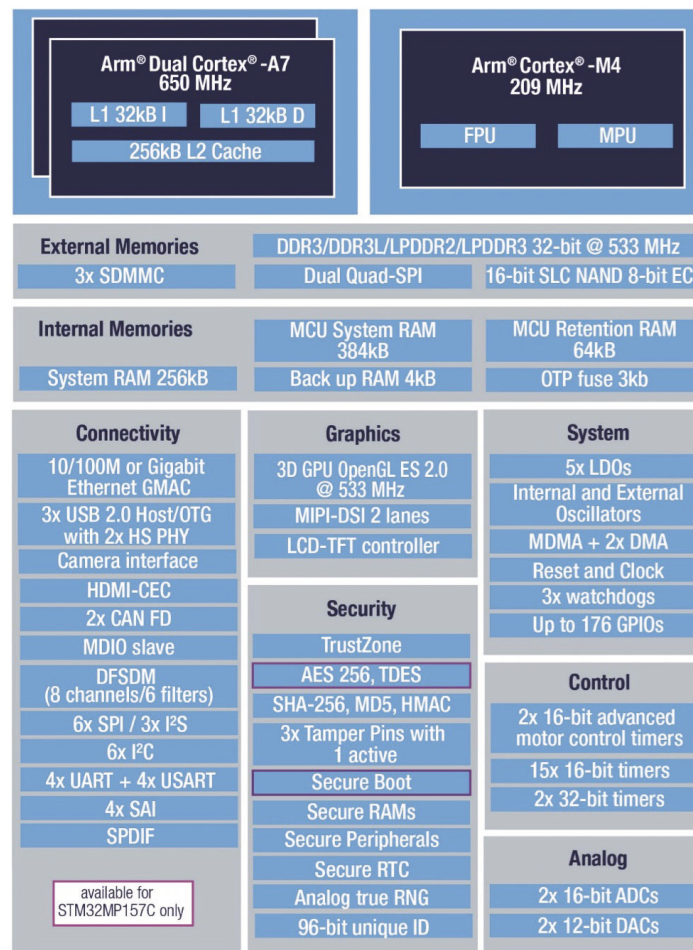 Arm® Dual Cortex® -A7
650 MHz
L1 32kB I
L1 32kB D
256kB L2 Cache
Arm® Cortex® -M4
209 MHz
FPU
MPU
External Memories
DDR3/DDR3L/LPDDR2/LPDDR3 32-bit @ 533 MHz
3x SDMMC
Dual Quad-SPI
16-bit SLC NAND 8-bit EC
Internal Memories
MCU System RAM
384kB
MCU Retention RAM
64kB
System RAM 256kB
Back up RAM 4kB
OTP fuse 3kb
Connectivity
10/100M or Gigabit
Ethernet GMAC
3x USB 2.0 Host/OTG
with 2x HS PHY
Camera interface
HDMI-CEC
2x CAN FD
MDIO slave
DFSDM
(8 channels/6 filters)
6x SPI / 3x I²S
6x I²C
4x UART + 4x USART
4x SAI
SPDIF
available for
STM32MP157C only
Graphics
3D GPU OpenGL ES 2.0
@ 533 MHz
MIPI-DSI 2 lanes
LCD-TFT controller
Security
TrustZone
AES 256, TDES
SHA-256, MD5, HMAC
3x Tamper Pins with
1 active
Secure Boot
Secure RAMs
Secure Peripherals
Secure RTC
Analog true RNG
96-bit unique ID
System
5x LDOs
Internal and External
Oscillators
MDMA + 2x DMA
Reset and Clock
3x watchdogs
Up to 176 GPIOs
Control
2x 16-bit advanced
motor control timers
15x 16-bit timers
2x 32-bit timers
Analog
2x 16-bit ADCs
2x 12-bit DACs